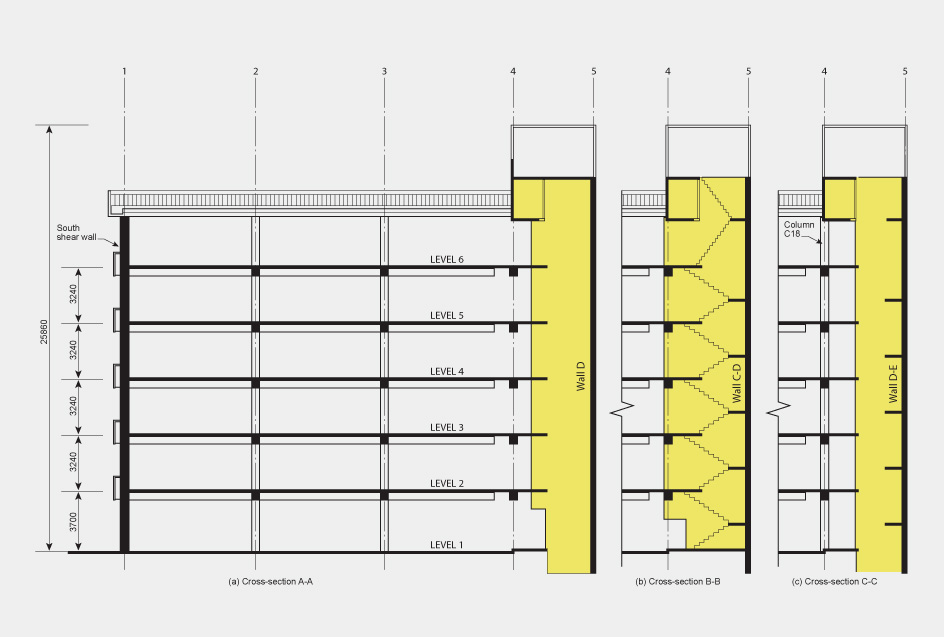 1 2 3 4 5 4 5 4 5
South
shear wall
Column
C18
LEVEL 6
3240
LEVEL 5
25860
3240
LEVEL 4
Wall D
Wall C-D
Wall D-E
3240
LEVEL 3
3240
LEVEL 2
3700
LEVEL 1
(a) Cross-section A-A
(b) Cross-section B-B
(c) Cross-section C-C